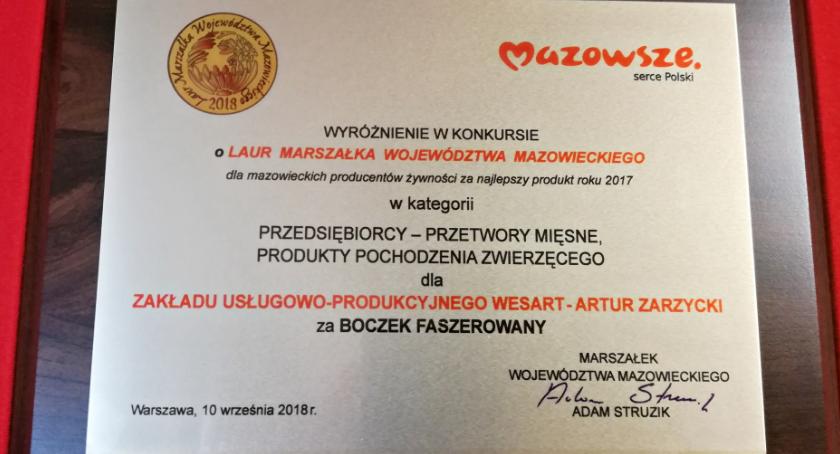 Laur Marszałka Województwa Mazowieckiego
2018
mazowsze.
serce Polski
WYRÓŻNIENIE W KONKURSIE
o LAUR MARSZAŁKA WOJEWÓDZTWA MAZOWIECKIEGO
dla mazowieckich producentów żywności za najlepszy produkt roku 2017
w kategorii
PRZEDSIĘBIORCY – PRZETWORY MIĘSNE,
PRODUKTY POCHODZENIA ZWIERZĘCEGO
dla
ZAKŁADU USŁUGOWO-PRODUKCYJNEGO WESART - ARTUR ZARZYCKI
za BOCZEK FASZEROWANY
MARSZAŁEK
WOJEWÓDZTWA MAZOWIECKIEGO
Adam Struzik
ADAM STRUZIK
Warszawa, 10 września 2018 r.